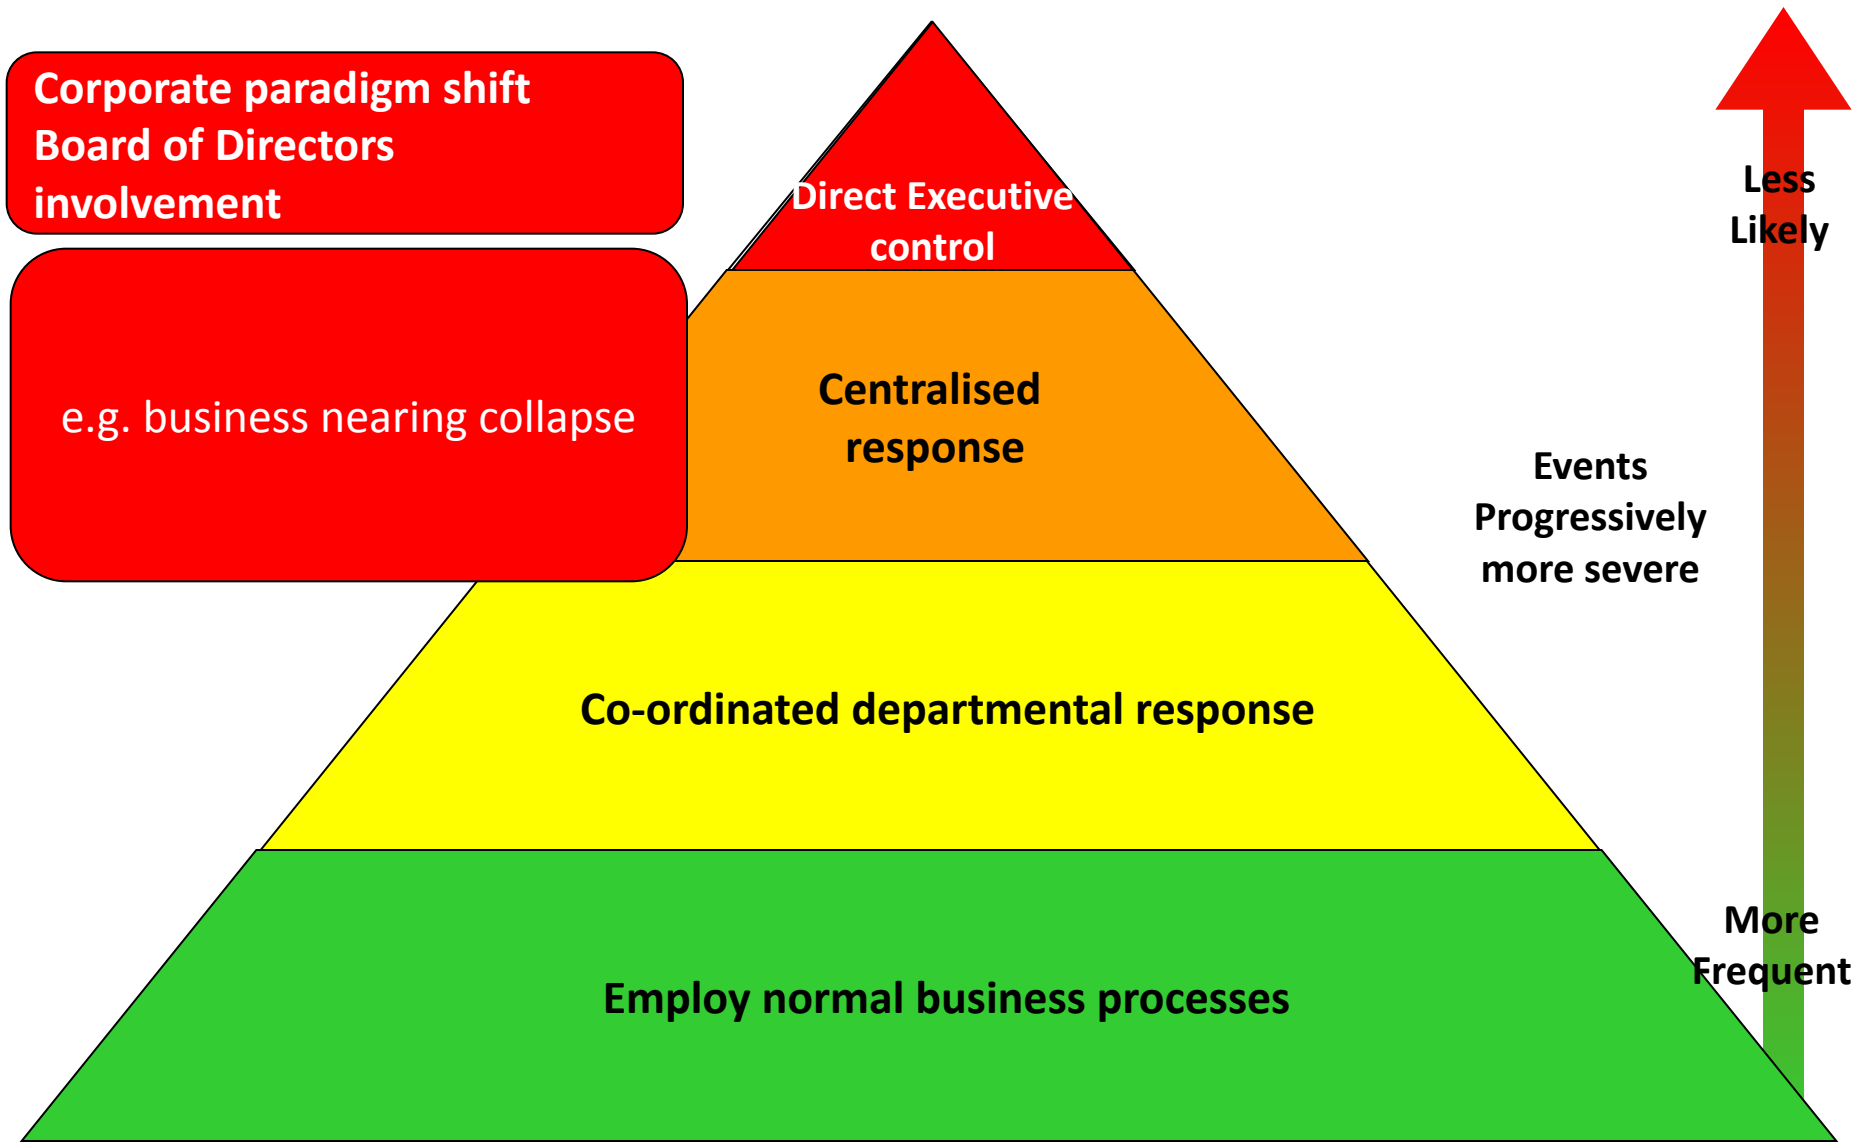 Corporate paradigm shift
Board of Directors
involvement
e.g. business nearing collapse
Direct Executive
control
Centralised
response
Co-ordinated departmental response
Employ normal business processes
Less
Likely
Events
Progressively
more severe
More
Frequent